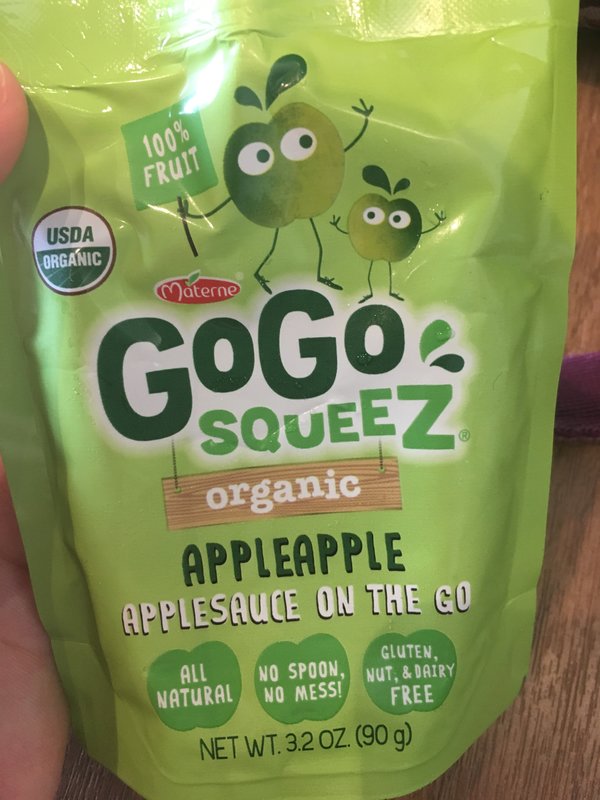 100%
FRUIT
USDA
ORGANIC
Materne
GoGo
SQUEEZ®
organic
APPLEAPPLE
APPLESAUCE ON THE GO
ALL
NATURAL
NO SPOON,
NO MESS!
GLUTEN,
NUT, & DAIRY
FREE
NET WT. 3.2 OZ. (90 g)